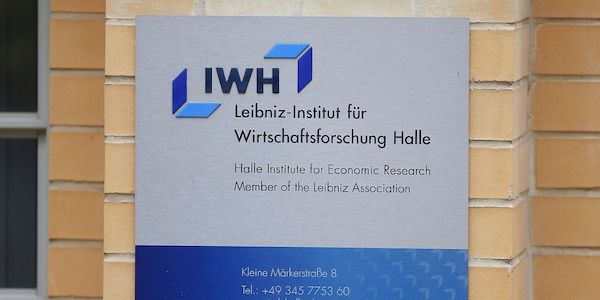 IWH
Leibniz-Institut für
Wirtschaftsforschung Halle
Halle Institute for Economic Research
Member of the Leibniz Association
Kleine Märkerstraße 8
Tel.: +49 345 7753 60